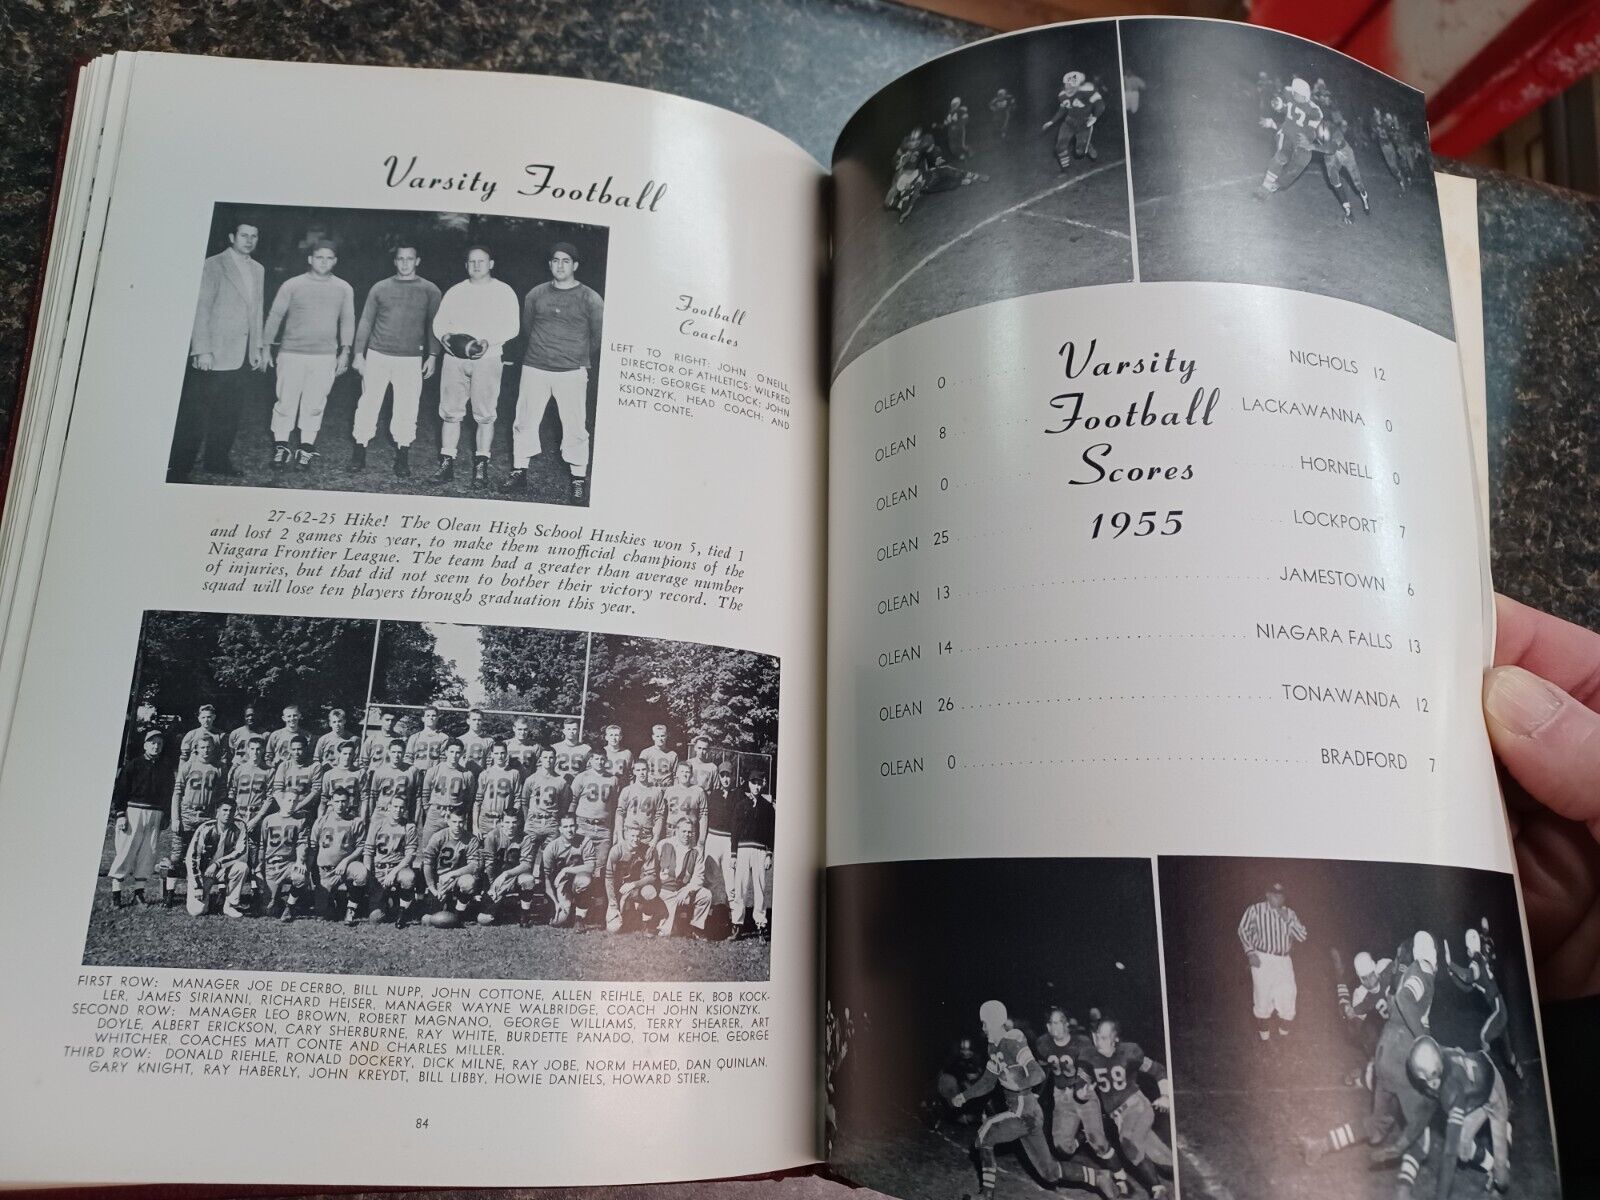 Varsity Football
Football
Coaches
LEFT TO RIGHT- JOHN O'NEILL,
DIRECTOR OF ATHLETICS; WILFRED
NASH; GEORGE MATLOCK; JOHN
KSIONZYK, HEAD COACH; AND
MATT CONTE.
27-62-25 Hike! The Olean High School Huskies won 5, tied 1
and lost 2 games this year, to make them unofficial champions of the
Niagara Frontier League. The team had a greater than average number
of injuries, but that did not seem to bother their victory record. The
squad will lose ten players through graduation this year.
FIRST ROW: MANAGER JOE DE CERBO, BILL NUPP, JOHN COTTONE, ALLEN REIHLE, DALE EK, BOB KOCK-
LER, JAMES SIRIANNI, RICHARD HEISER, MANAGER WAYNE WALBRIDGE, COACH JOHN KSIONZYK.
SECOND ROW: MANAGER LEO BROWN, ROBERT MAGNANO, GEORGE WILLIAMS, TERRY SHEARER, ART
DOYLE, ALBERT ERICKSON, CARY SHERBURNE, RAY WHITE, BURDETTE PANADO, TOM KEHOE, GEORGE
WHITCHER, COACHES MATT CONTE AND CHARLES MILLER.
THIRD ROW: DONALD RIEHLE, RONALD DOCKERY, DICK MILNE, RAY JOBE, NORM HAMED, DAN QUINLAN,
GARY KNIGHT, RAY HABERLY, JOHN KREYDT, BILL LIBBY, HOWIE DANIELS, HOWARD STIER.
84
Varsity
Football
Scores
1955
OLEAN 0 NICHOLS 12
OLEAN 8 LACKAWANNA 0
OLEAN 0 HORNELL 0
OLEAN 25 LOCKPORT 7
OLEAN 13 JAMESTOWN 6
OLEAN 14 NIAGARA FALLS 13
OLEAN 26 TONAWANDA 12
OLEAN 0 BRADFORD 7
17
33
58